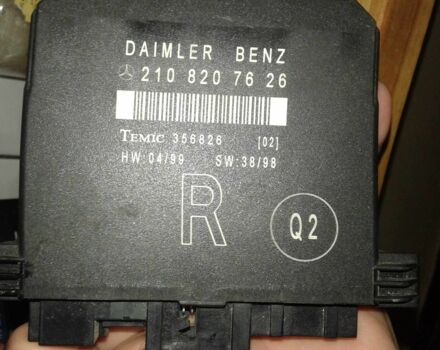 DAIMLER BENZ
210 820 76 26
TEMIC 356826 [02]
HW:04/99 SW:38/98
R
Q2